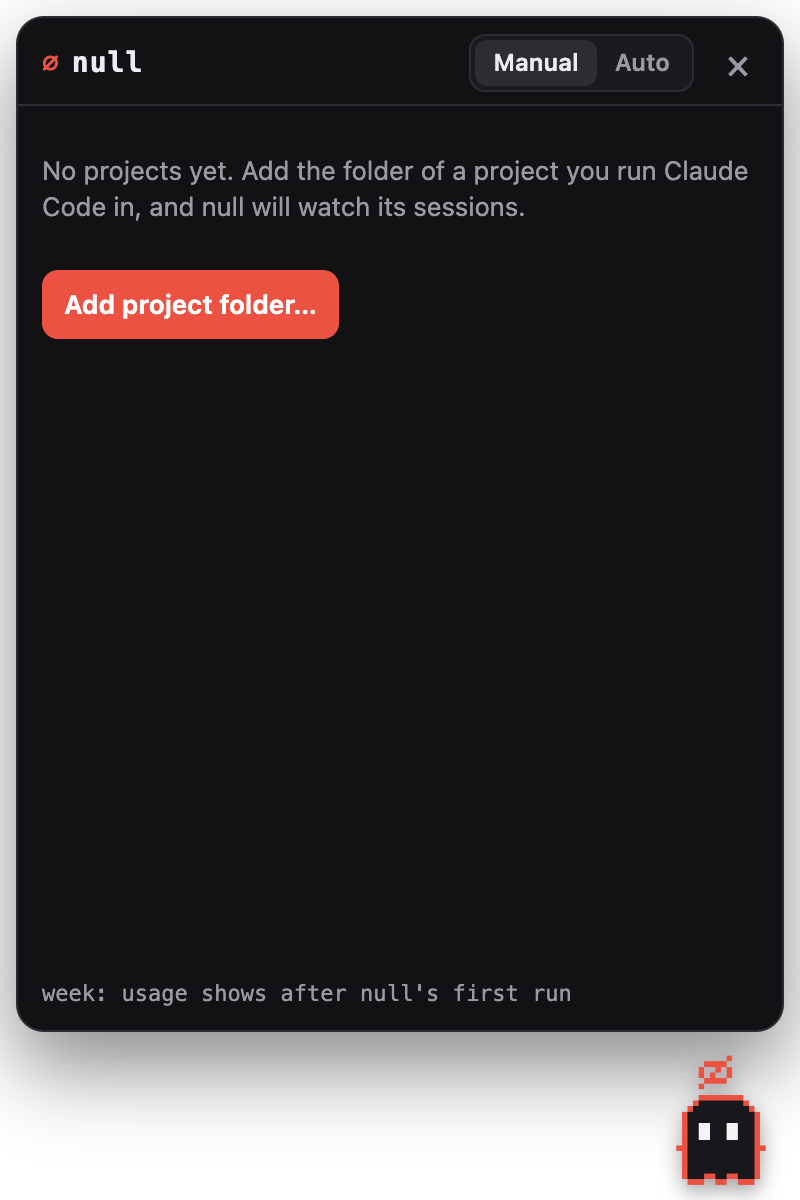 ∅ null
Manual Auto ×
No projects yet. Add the folder of a project you run Claude
Code in, and null will watch its sessions.
Add project folder...
week: usage shows after null's first run